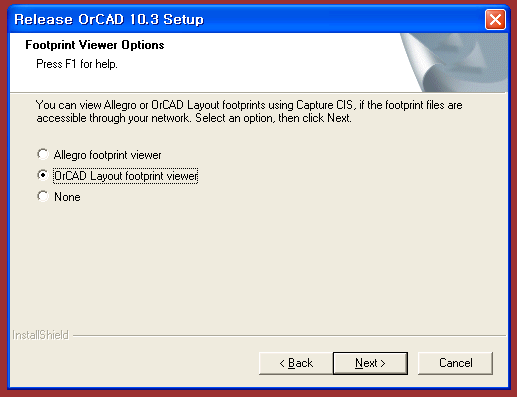 Release OrCAD 10.3 Setup
Footprint Viewer Options
Press F1 for help.
You can view Allegro or OrCAD Layout footprints using Capture CIS, if the footprint files are
accessible through your network. Select an option, then click Next.
Allegro footprint viewer
OrCAD Layout footprint viewer
None
InstallShield
< Back
Next >
Cancel